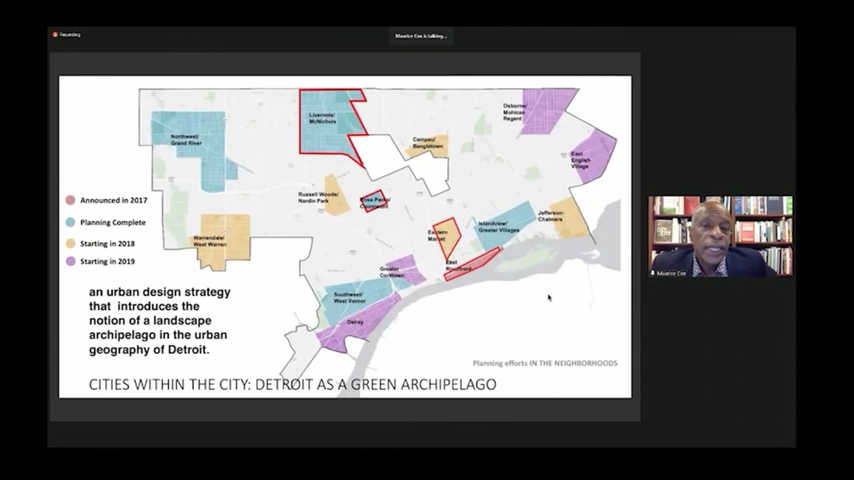 Recording
Maurice Cox is talking...
Livernois/
McNichols
Osborne/
Mohican
Regent
Northwest/
Grand River
Campau/
Banglatown
East
English
Village
Announced in 2017
Planning Complete
Starting in 2018
Starting in 2019
Russell Woods/
Nardin Park
Rosa Parks/
Clairmount
Warrendale/
West Warren
Eastern
Market
Islandview/
Greater Villages
Jefferson-
Chalmers
East
Riverfront
Greater
Corktown
Southwest/
West Vernor
Delray
an urban design strategy
that introduces the
notion of a landscape
archipelago in the urban
geography of Detroit.
Planning efforts IN THE NEIGHBORHOODS
CITIES WITHIN THE CITY: DETROIT AS A GREEN ARCHIPELAGO
Maurice Cox